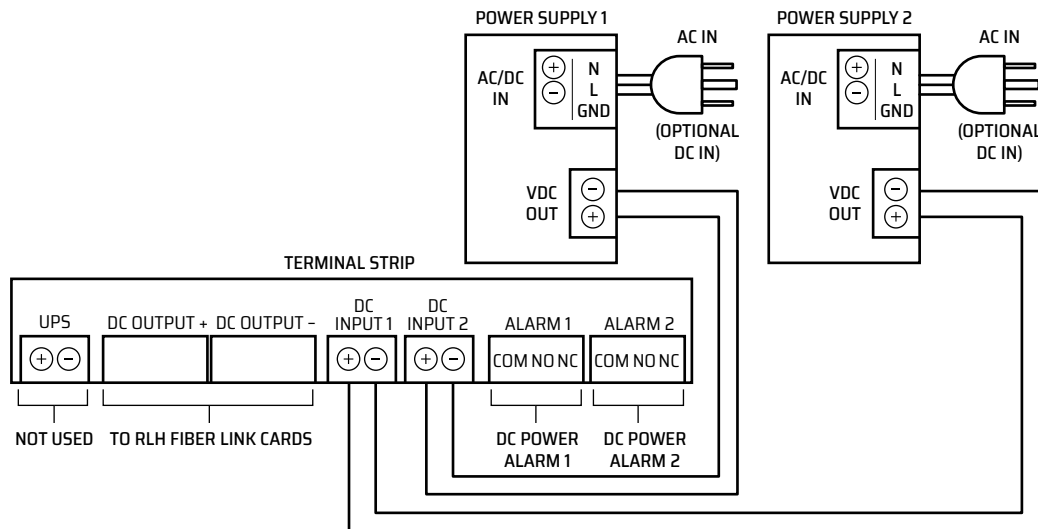 POWER SUPPLY 1
AC/DC
IN
+
−
N
L
GND
AC IN
(OPTIONAL
DC IN)
VDC
OUT
−
+
POWER SUPPLY 2
AC/DC
IN
+
−
N
L
GND
AC IN
(OPTIONAL
DC IN)
VDC
OUT
−
+
TERMINAL STRIP
UPS
+ −
DC OUTPUT +
DC OUTPUT –
DC
INPUT 1
+ −
DC
INPUT 2
+ −
ALARM 1
COM NO NC
ALARM 2
COM NO NC
NOT USED
TO RLH FIBER LINK CARDS
DC POWER
ALARM 1
DC POWER
ALARM 2